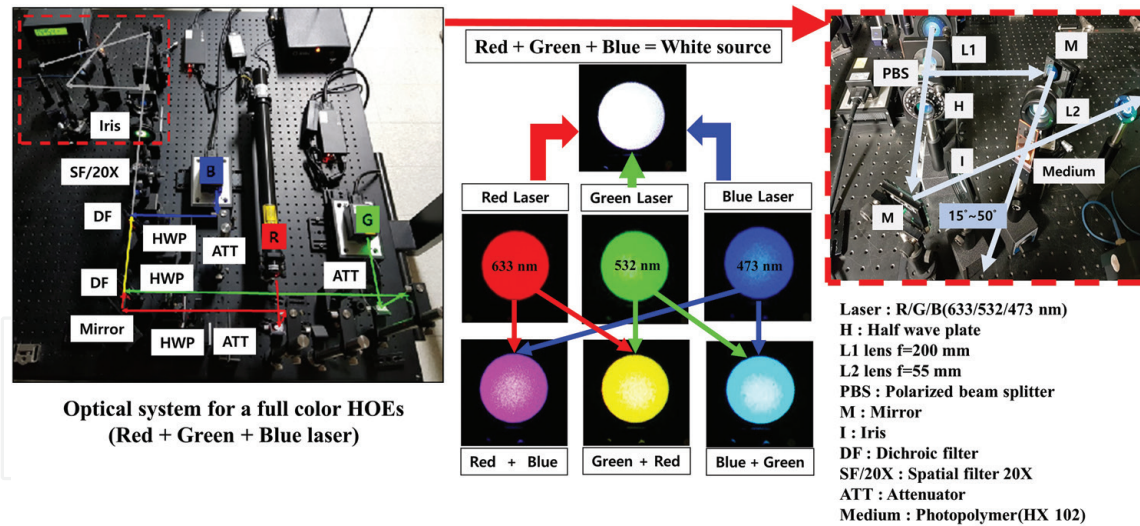 Iris
SF/20X
B
DF
HWP
ATT
R
G
HWP
ATT
DF
Mirror
HWP
ATT
Optical system for a full color HOEs
(Red + Green + Blue laser)
Red + Green + Blue = White source
Red Laser
Green Laser
Blue Laser
633 nm
532 nm
473 nm
Red + Blue
Green + Red
Blue + Green
L1
M
PBS
H
L2
I
Medium
M
15˚~50˚
Laser : R/G/B(633/532/473 nm)
H : Half wave plate
L1 lens f=200 mm
L2 lens f=55 mm
PBS : Polarized beam splitter
M : Mirror
I : Iris
DF : Dichroic filter
SF/20X : Spatial filter 20X
ATT : Attenuator
Medium : Photopolymer(HX 102)